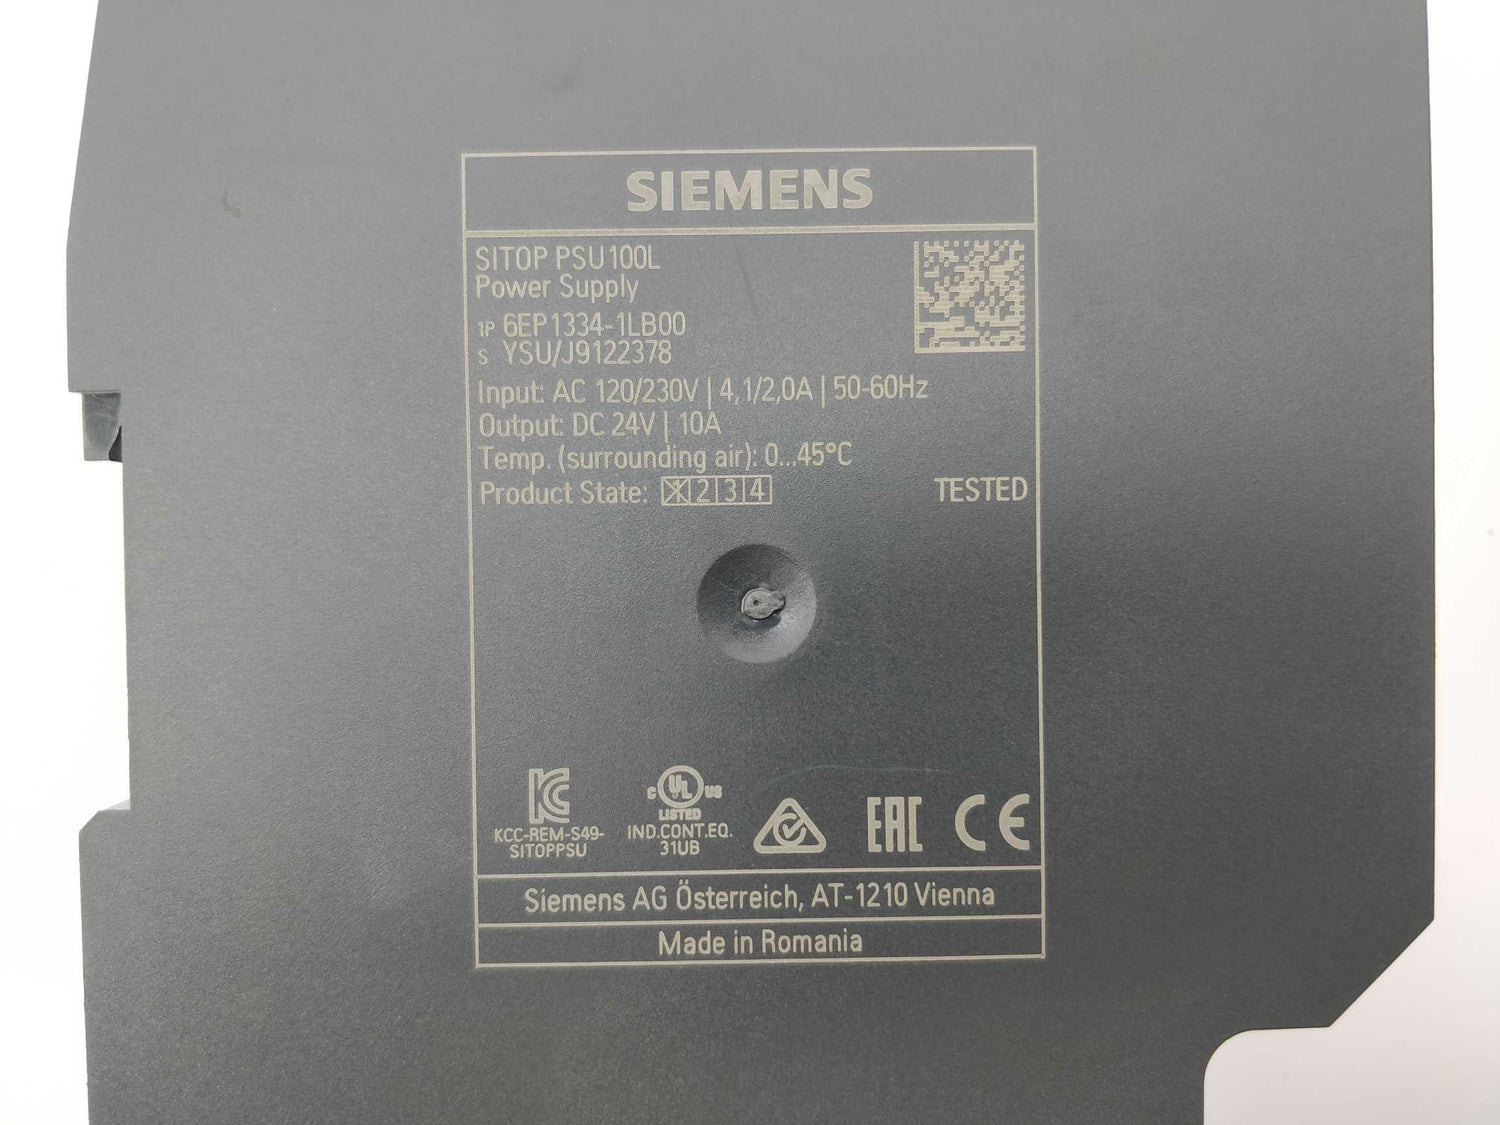 SIEMENS
SITOP PSU100L
Power Supply
1P 6EP1334-1LB00
S YSU/J9122378
Input: AC 120/230V | 4,1/2,0A | 50-60Hz
Output: DC 24V | 10A
Temp. (surrounding air): 0...45°C
Product State: X 2 3 4
TESTED
KCC-REM-S49-
SITOPPSU
C UL US
LISTED
IND.CONT.EQ.
31UB
EAC
CE
Siemens AG Österreich, AT-1210 Vienna
Made in Romania